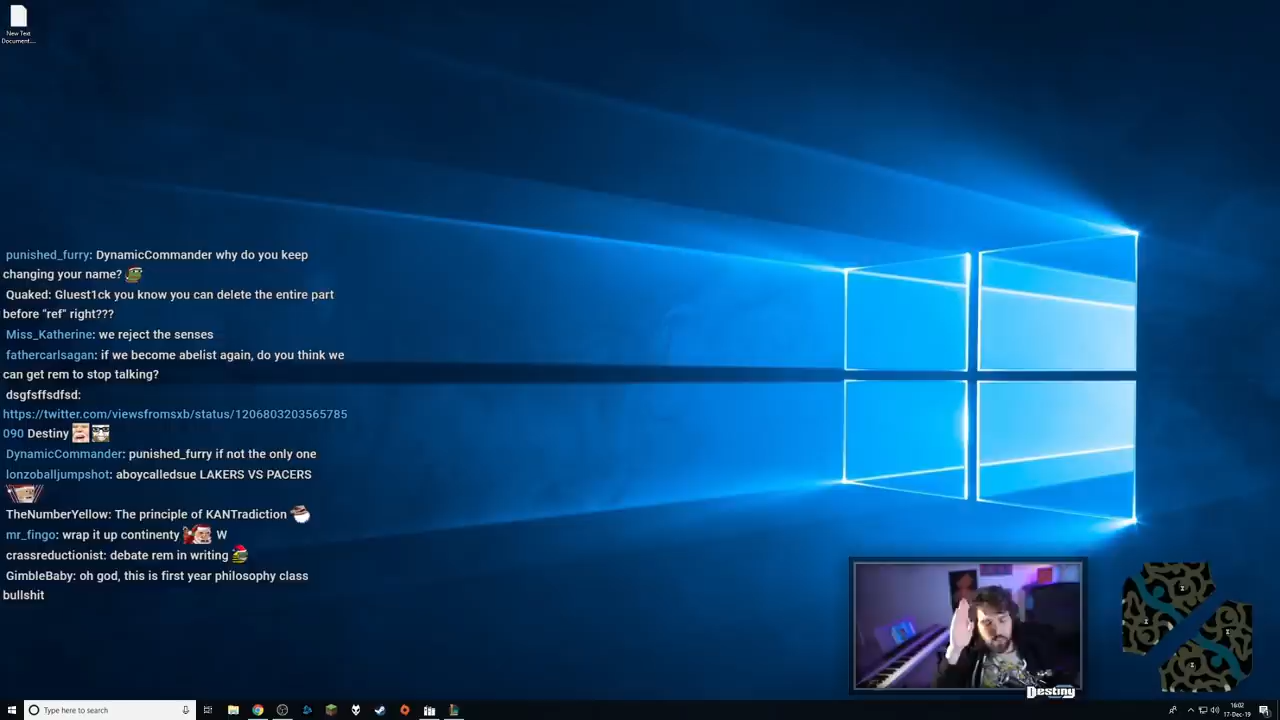 New Text
Document....
punished_furry: DynamicCommander why do you keep
changing your name?
Quaked: Gluest1ck you know you can delete the entire part
before "ref" right???
Miss_Katherine: we reject the senses
fathercarlsagan: if we become abelist again, do you think we
can get rem to stop talking?
dsgfsffsdfsd:
https://twitter.com/viewsfromsxb/status/1206803203565785
090 Destiny
DynamicCommander: punished_furry if not the only one
lonzoballjumpshot: aboycalledsue LAKERS VS PACERS
TheNumberYellow: The principle of KANTradiction
mr_fingo: wrap it up continenty W
crassreductionist: debate rem in writing
GimbleBaby: oh god, this is first year philosophy class
bullshit
Destiny
Type here to search
16:02
17-Dec-19